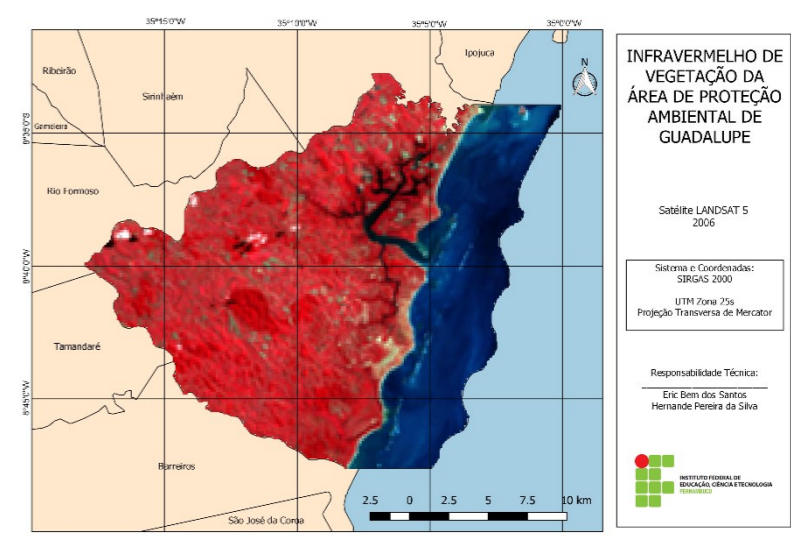 35°15'0"W
35°10'0"W
35°5'0"W
35°0'0"W
Ipojuca
Ribeirão
N
Sirinhaém
Gameleira
8°35'0"S
Rio Formoso
8°40'0"W
Tamandaré
8°45'0"W
Barreiros
São José da Coroa
2.5 0 2.5 5 7.5 10 km
INFRAVERMELHO DE
VEGETAÇÃO DA
ÁREA DE PROTEÇÃO
AMBIENTAL DE
GUADALUPE
Satélite LANDSAT 5
2006
Sistema e Coordenadas:
SIRGAS 2000
UTM Zona 25s
Projeção Transversa de Mercator
Responsabilidade Técnica:
Eric Bem dos Santos
Hernande Pereira da Silva
INSTITUTO FEDERAL DE
EDUCAÇÃO, CIÊNCIA E TECNOLOGIA
PERNAMBUCO